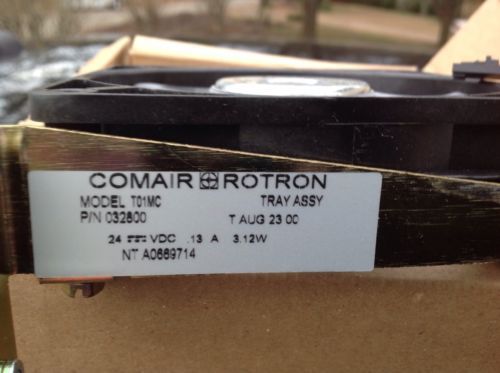 COMAIR ROTRON
MODEL T01MC TRAY ASSY
P/N 032800 T AUG 23 00
24 VDC .13 A 3.12W
NT A0669714